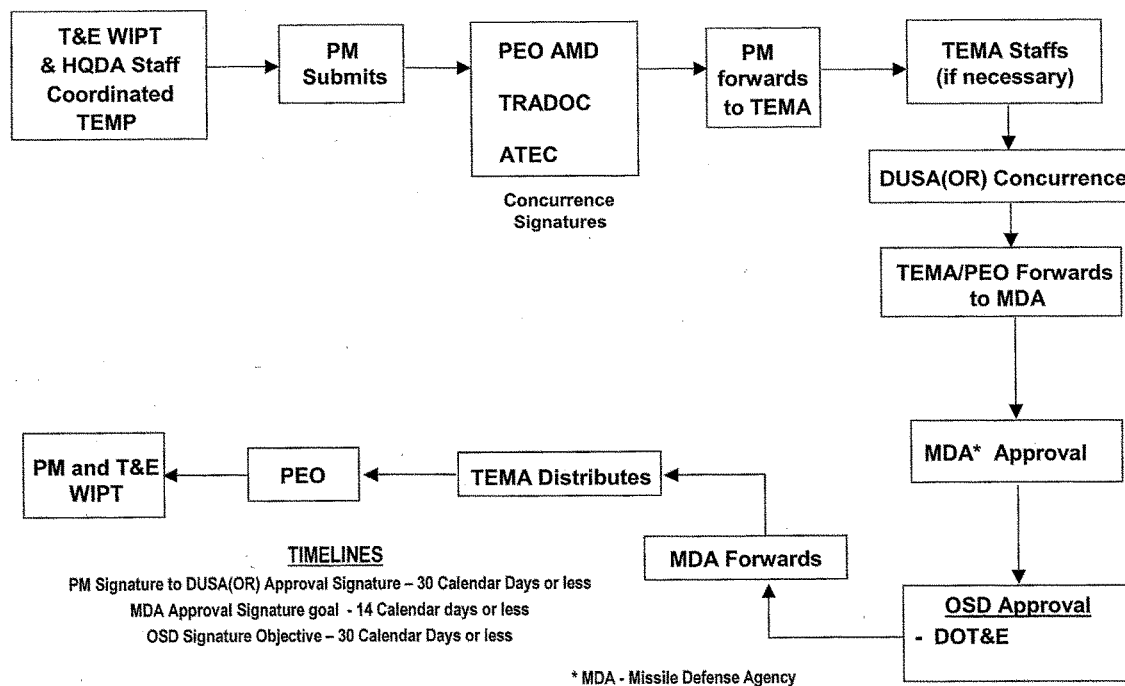 T&E WIPT
& HQDA Staff
Coordinated
TEMP
PM
Submits
PEO AMD
TRADOC
ATEC
Concurrence
Signatures
PM
forwards
to TEMA
TEMA Staffs
(if necessary)
DUSA(OR) Concurrence
TEMA/PEO Forwards
to MDA
MDA* Approval
OSD Approval
- DOT&E
MDA Forwards
TEMA Distributes
PEO
PM and T&E
WIPT
TIMELINES
PM Signature to DUSA(OR) Approval Signature – 30 Calendar Days or less
MDA Approval Signature goal - 14 Calendar days or less
OSD Signature Objective – 30 Calendar Days or less
* MDA - Missile Defense Agency